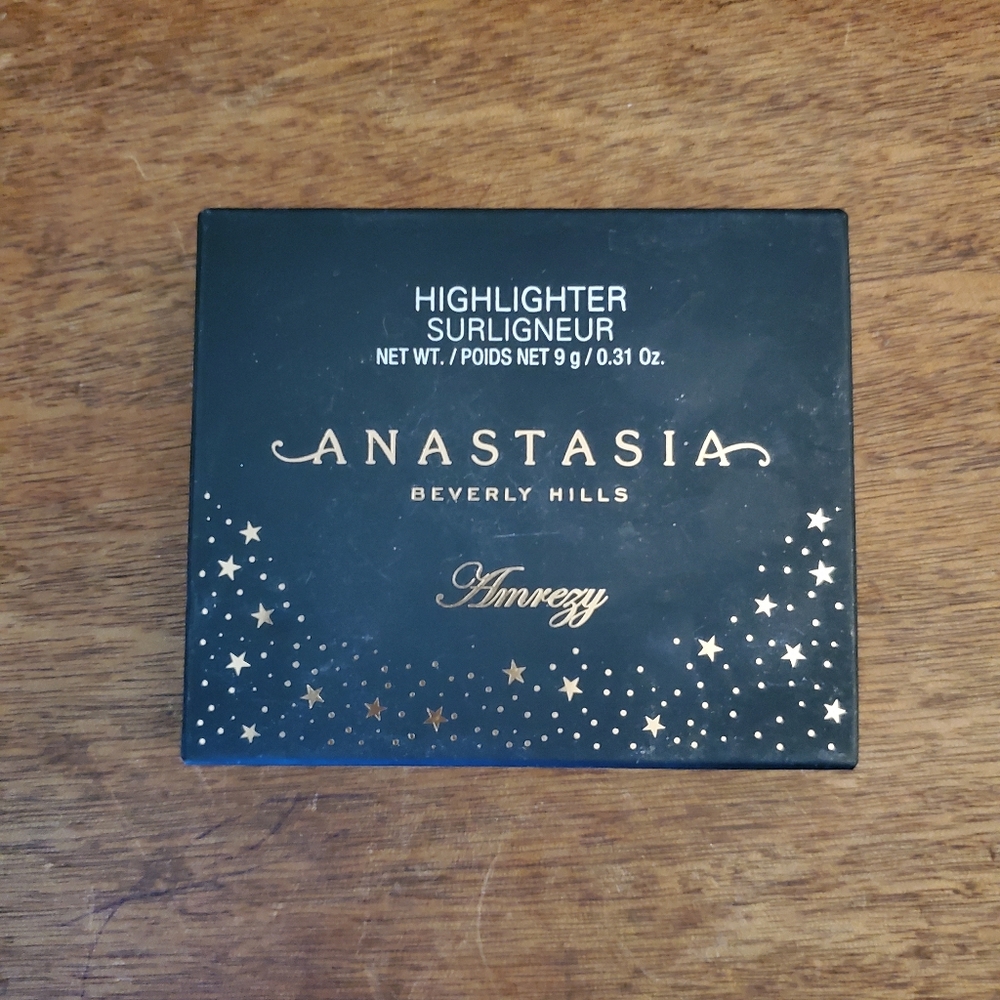 HIGHLIGHTER
SURLIGNEUR
NET WT. / POIDS NET 9 g / 0.31 Oz.
ANASTASIA
BEVERLY HILLS
Amrezy